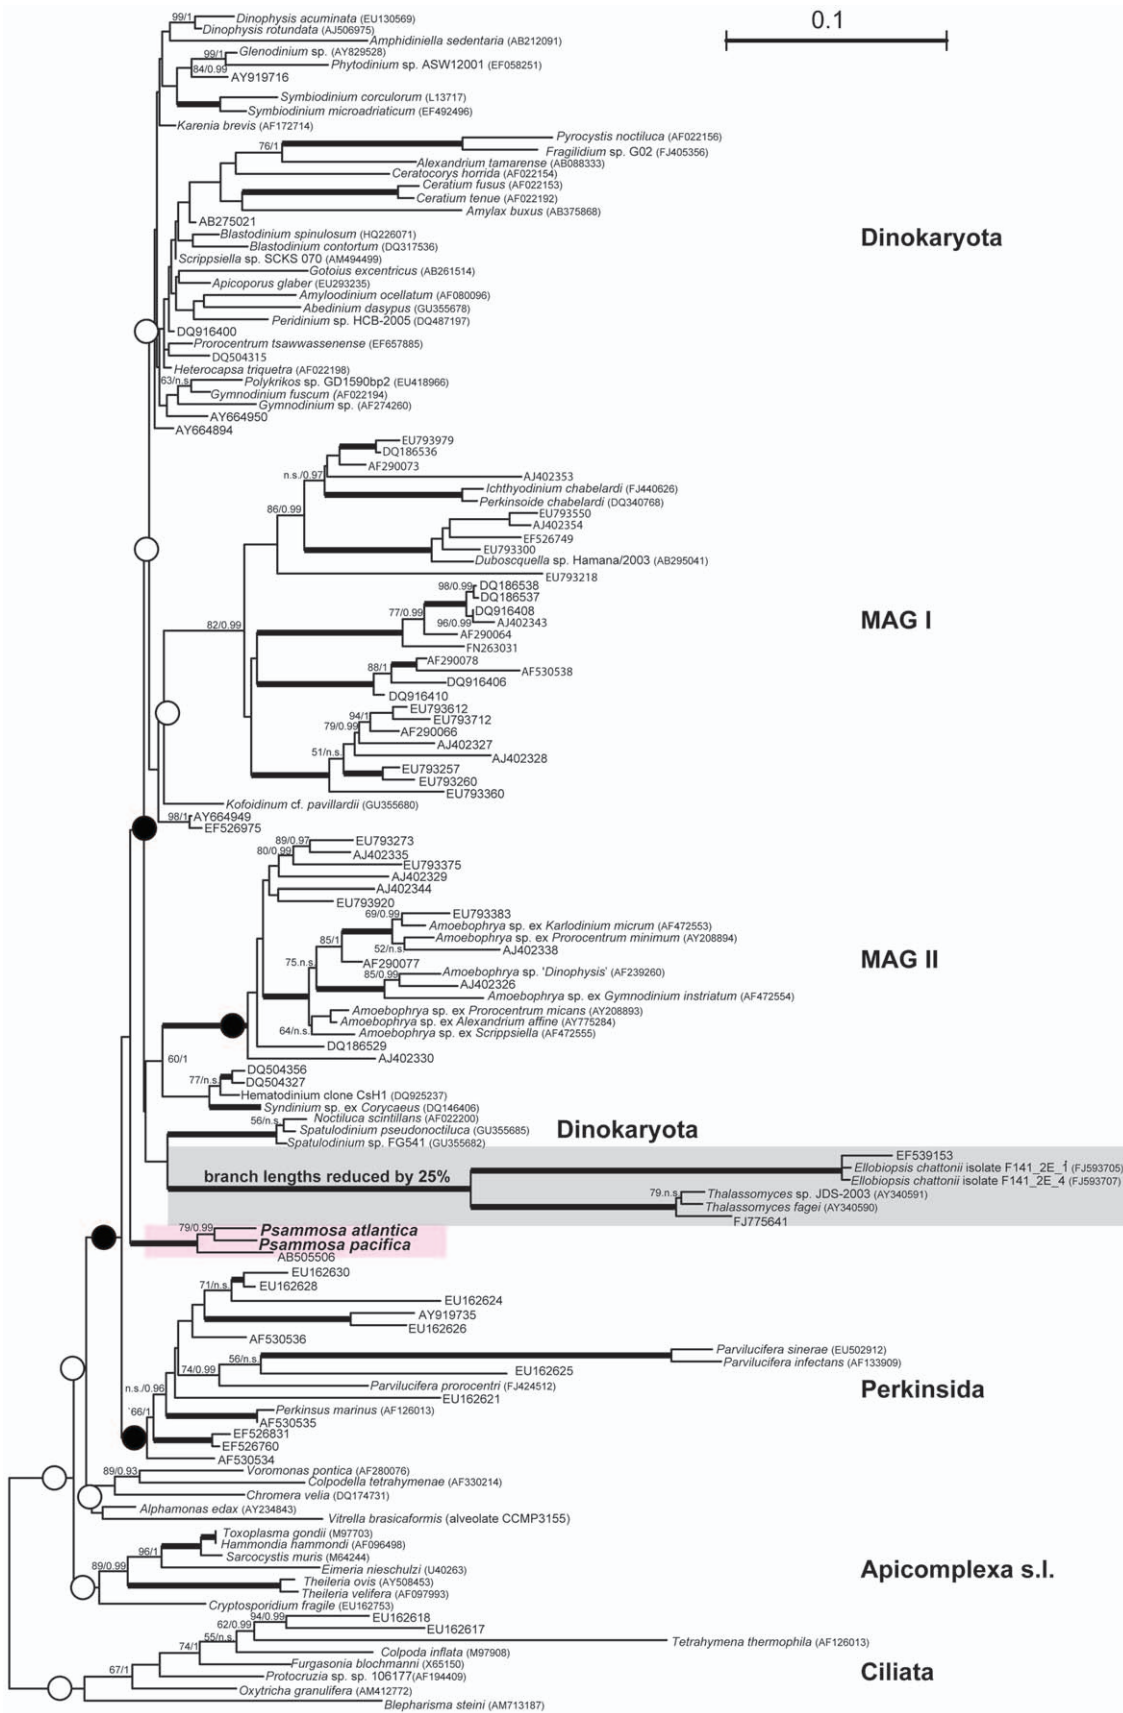 0.1
99/1
Dinophysis acuminata (EU130569)
Dinophysis rotundata (AJ506975)
Amphidiniella sedentaria (AB212091)
99/1
Glenodinium sp. (AY829528)
84/0.99
Phytodinium sp. ASW12001 (EF058251)
AY919716
Symbiodinium corculorum (L13717)
Symbiodinium microadriaticum (EF492496)
Karenia brevis (AF172714)
Pyrocystis noctiluca (AF022156)
76/1
Fragilidium sp. G02 (FJ405356)
Alexandrium tamarense (AB088333)
Ceratocorys horrida (AF022154)
Ceratium fusus (AF022153)
Ceratium tenue (AF022192)
Amylax buxus (AB375868)
AB275021
Blastodinium spinulosum (HQ226071)
Dinokaryota
Blastodinium contortum (DQ317536)
Scrippsiella sp. SCKS 070 (AM494499)
Gotoius excentricus (AB261514)
Apicoporus glaber (EU293235)
Amyloodinium ocellatum (AF080096)
Abedinium dasypus (GU355678)
Peridinium sp. HCB-2005 (DQ487197)
DQ916400
Prorocentrum tsawwassenense (EF657885)
DQ504315
Heterocapsa triquetra (AF022198)
63/n.s.
Polykrikos sp. GD1590bp2 (EU418966)
Gymnodinium fuscum (AF022194)
Gymnodinium sp. (AF274260)
AY664950
AY664894
EU793979
DQ186536
AF290073
n.s./0.97
AJ402353
Ichthyodinium chabelardi (FJ440626)
Perkinsoide chabelardi (DQ340768)
86/0.99
EU793550
AJ402354
EF526749
EU793300
Duboscquella sp. Hamana/2003 (AB295041)
EU793218
98/0.99
DQ186538
DQ186537
77/0.99
DQ916408
96/0.99
AJ402343
82/0.99
AF290064
MAG I
FN263031
AF290078
88/1
AF530538
DQ916406
DQ916410
EU793612
94/1
EU793712
79/0.99
AF290066
AJ402327
51/n.s.
AJ402328
EU793257
EU793260
EU793360
Kofoidinum cf. pavillardii (GU355680)
98/1
AY664949
EF526975
89/0.97
EU793273
80/0.99
AJ402335
EU793375
AJ402329
AJ402344
EU793920
69/0.99
EU793383
Amoebophrya sp. ex Karlodinium micrum (AF472553)
85/1
Amoebophrya sp. ex Prorocentrum minimum (AY208894)
52/n.s.
AJ402338
75.n.s.
AF290077
MAG II
85/0.99
Amoebophrya sp. 'Dinophysis' (AF239260)
AJ402326
Amoebophrya sp. ex Gymnodinium instriatum (AF472554)
Amoebophrya sp. ex Prorocentrum micans (AY208893)
Amoebophrya sp. ex Alexandrium affine (AY775284)
64/n.s.
Amoebophrya sp. ex Scrippsiella (AF472555)
DQ186529
60/1
AJ402330
DQ504356
77/n.s.
DQ504327
Hematodinium clone CsH1 (DQ925237)
Syndinium sp. ex Corycaeus (DQ146406)
56/n.s.
Noctiluca scintillans (AF022200)
Spatulodinium pseudonoctiluca (GU355685)
Dinokaryota
Spatulodinium sp. FG541 (GU355682)
EF539153
branch lengths reduced by 25%
Ellobiopsis chattonii isolate F141_2E_1 (FJ593705)
Ellobiopsis chattonii isolate F141_2E_4 (FJ593707)
79.n.s.
Thalassomyces sp. JDS-2003 (AY340591)
Thalassomyces fagei (AY340590)
FJ775641
79/0.99
Psammosa atlantica
Psammosa pacifica
AB505506
EU162630
71/n.s.
EU162628
EU162624
AY919735
EU162626
AF530536
Parvilucifera sinerae (EU502912)
56/n.s.
Parvilucifera infectans (AF133909)
74/0.99
EU162625
Parvilucifera prorocentri (FJ424512)
Perkinsida
n.s./0.96
EU162621
`66/1
Perkinsus marinus (AF126013)
AF530535
EF526831
EF526760
AF530534
89/0.93
Voromonas pontica (AF280076)
Colpodella tetrahymenae (AF330214)
Chromera velia (DQ174731)
Alphamonas edax (AY234843)
Vitrella brasicaformis (alveolate CCMP3155)
Toxoplasma gondii (M97703)
Hammondia hammondi (AF096498)
96/1
Sarcocystis muris (M64244)
89/0.99
Eimeria nieschulzi (U40263)
Apicomplexa s.l.
Theileria ovis (AY508453)
Theileria velifera (AF097993)
Cryptosporidium fragile (EU162753)
94/0.99
EU162618
62/0.99
EU162617
55/n.s.
Tetrahymena thermophila (AF126013)
74/1
Colpoda inflata (M97908)
Furgasonia blochmanni (X65150)
Ciliata
67/1
Protocruzia sp. sp. 106177(AF194409)
Oxytricha granulifera (AM412772)
Blepharisma steini (AM713187)